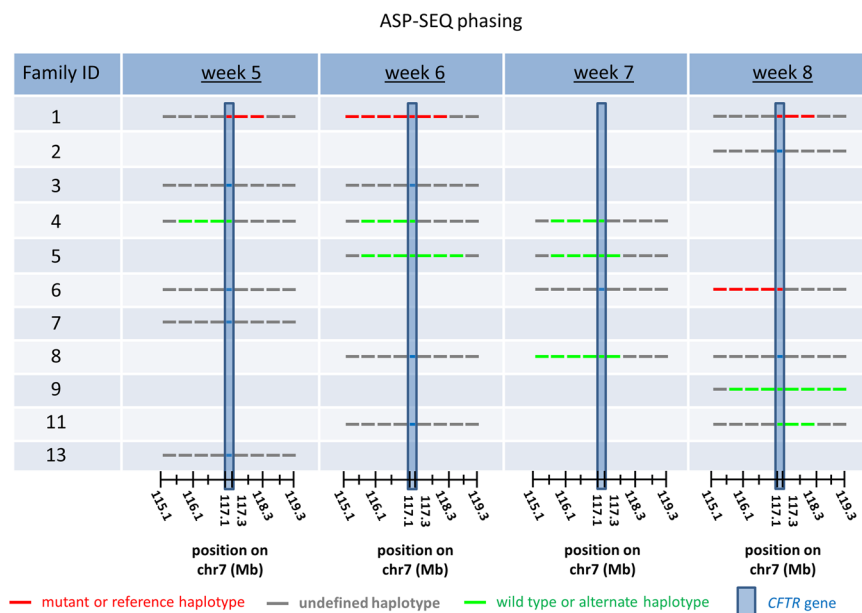 ASP-SEQ phasing
Family ID week 5 week 6 week 7 week 8
1
2
3
4
5
6
7
8
9
11
13
115.1 116.1 117.1 117.3 118.3 119.3 115.1 116.1 117.1 117.3 118.3 119.3 115.1 116.1 117.1 117.3 118.3 119.3 115.1 116.1 117.1 117.3 118.3 119.3
position on position on position on position on
chr7 (Mb) chr7 (Mb) chr7 (Mb) chr7 (Mb)
mutant or reference haplotype undefined haplotype wild type or alternate haplotype CFTR gene